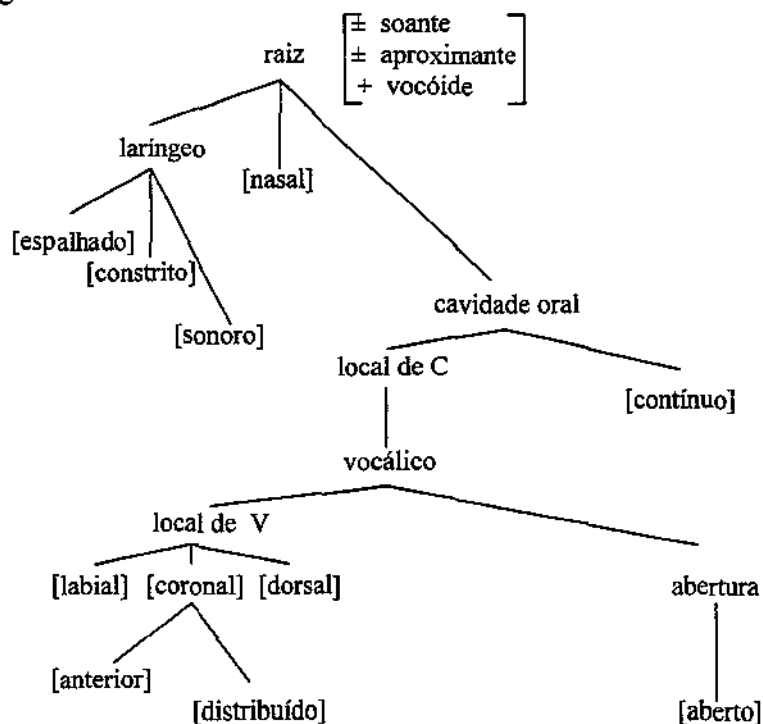 ± soante
raiz ± aproximante
+ vocóide
laríngeo
[nasal]
[espalhado]
[constrito]
cavidade oral
[sonoro]
local de C
[contínuo]
vocálico
local de V
[labial] [coronal] [dorsal] abertura
[anterior]
[distribuído] [aberto]